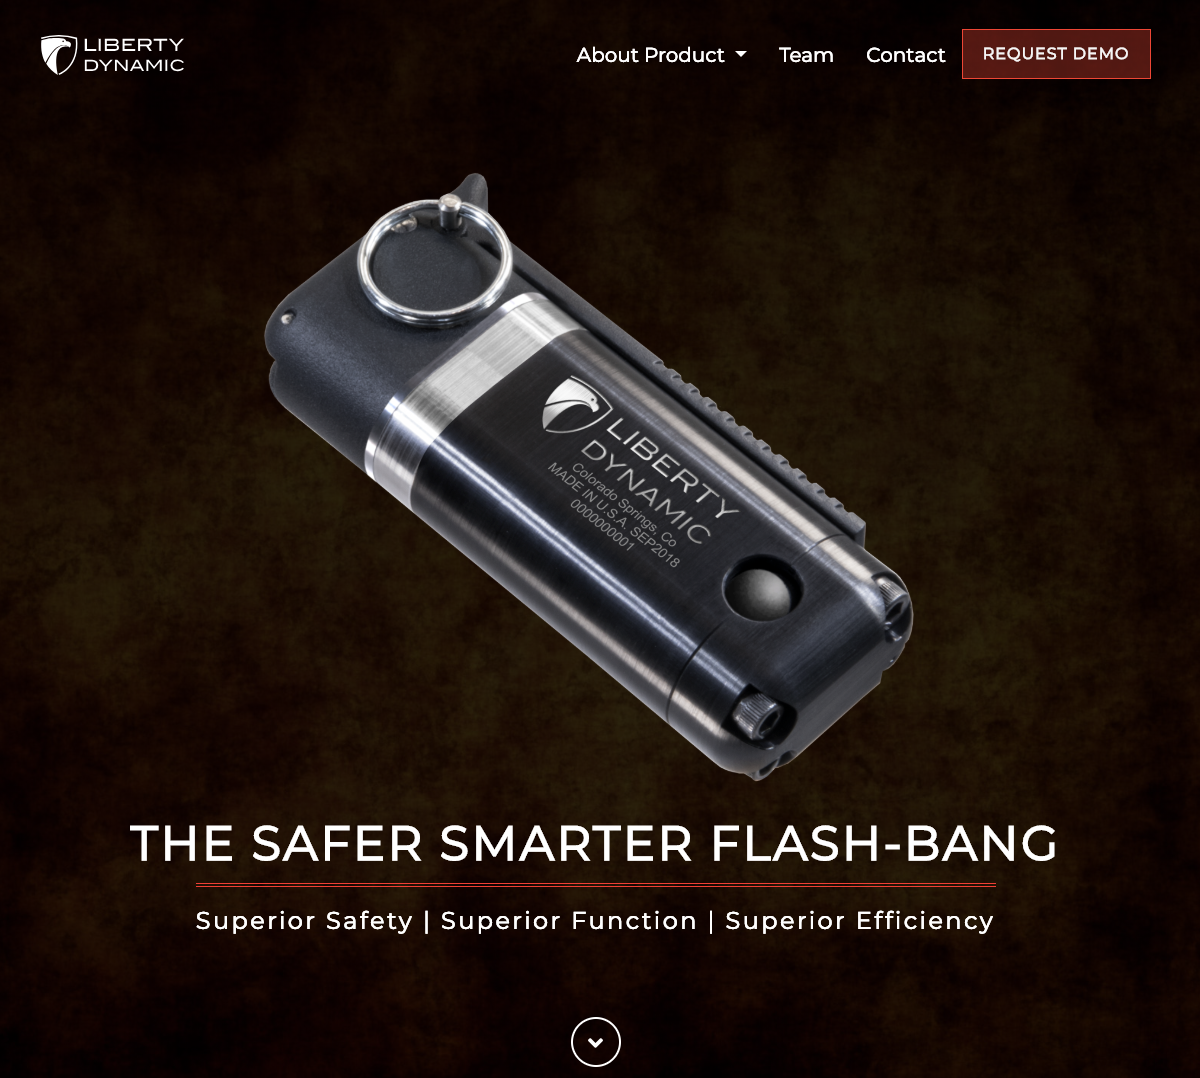 LIBERTY
DYNAMIC
About Product
Team
Contact
REQUEST DEMO
LIBERTY
DYNAMIC
Colorado Springs, Co
MADE IN U.S.A. SEP2018
0000000001
THE SAFER SMARTER FLASH-BANG
Superior Safety | Superior Function | Superior Efficiency